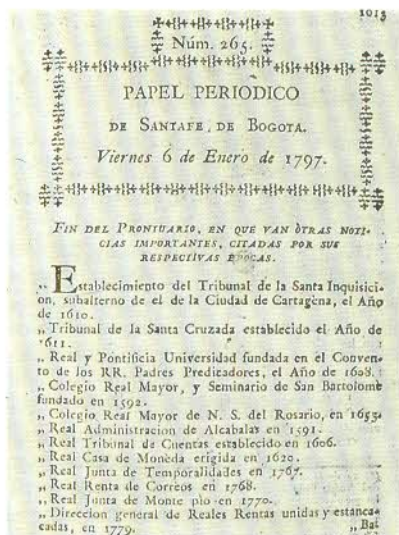 1013
Núm. 265.
PAPEL PERIODICO
DE SANTAFE, DE BOGOTA.
Viernes 6 de Enero de 1797.
FIN DEL PRONTUARIO, EN QUE VAN OTRAS NOTI-
CIAS IMPORTANTES, CITADAS POR SUS
RESPECTIVAS EPOCAS.
„ Establecimiento del Tribunal de la Santa Inquisici-
on, subalterno de el de la Ciudad de Cartagena, el Año
de 1610.
„ Tribunal de la Santa Cruzada establecido el Año de
1611.
„ Real y Pontificia Universidad fundada en el Conven-
to de los RR. Padres Predicadores, el Año de 1608.
„ Colegio Real Mayor, y Seminario de San Bartolomé
fundado en 1592.
„ Colegio Real Mayor de N. S. del Rosario, en 1653.
„ Real Administracion de Alcabalas en 1591.
„ Real Tribunal de Cuentas establecido en 1606.
„ Real Casa de Moneda erigida en 1620.
„ Real Junta de Temporalidades en 1767.
„ Real Renta de Correos en 1768.
„ Real Junta de Monte pio en 1770.
„ Direccion general de Reales Rentas unidas y estanca-
cadas, en 1779. „ Bat